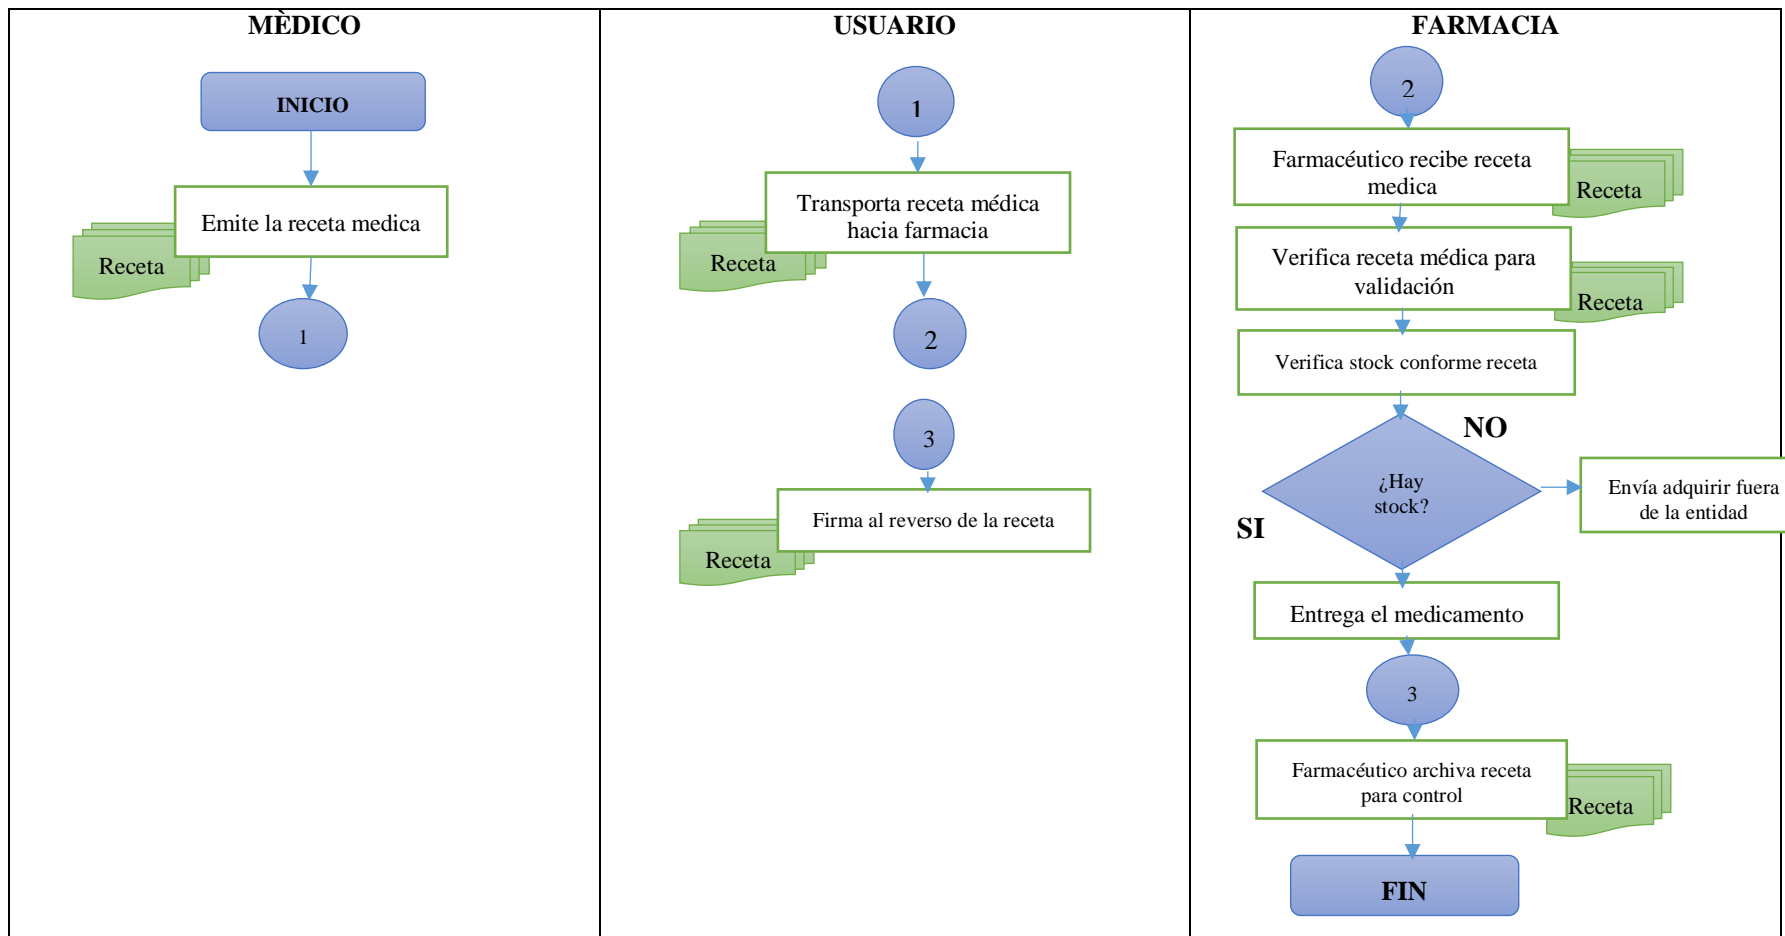 MÈDICO
INICIO
Emite la receta medica
Receta
1
USUARIO
1
Transporta receta médica
hacia farmacia
Receta
2
3
Firma al reverso de la receta
Receta
FARMACIA
2
Farmacéutico recibe receta
medica
Receta
Verifica receta médica para
validación
Receta
Verifica stock conforme receta
NO
¿Hay
stock?
SI
Envía adquirir fuera
de la entidad
Entrega el medicamento
3
Farmacéutico archiva receta
para control
Receta
FIN